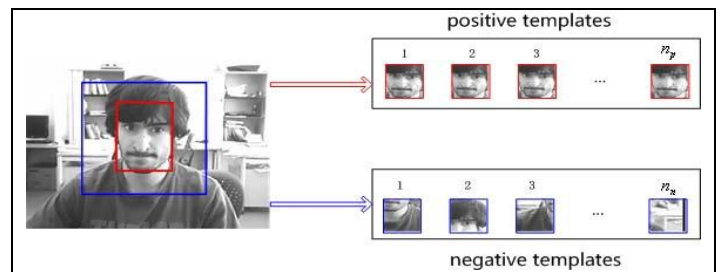 positive templates
1 2 3 ... n_p
1 2 3 ... n_n
negative templates